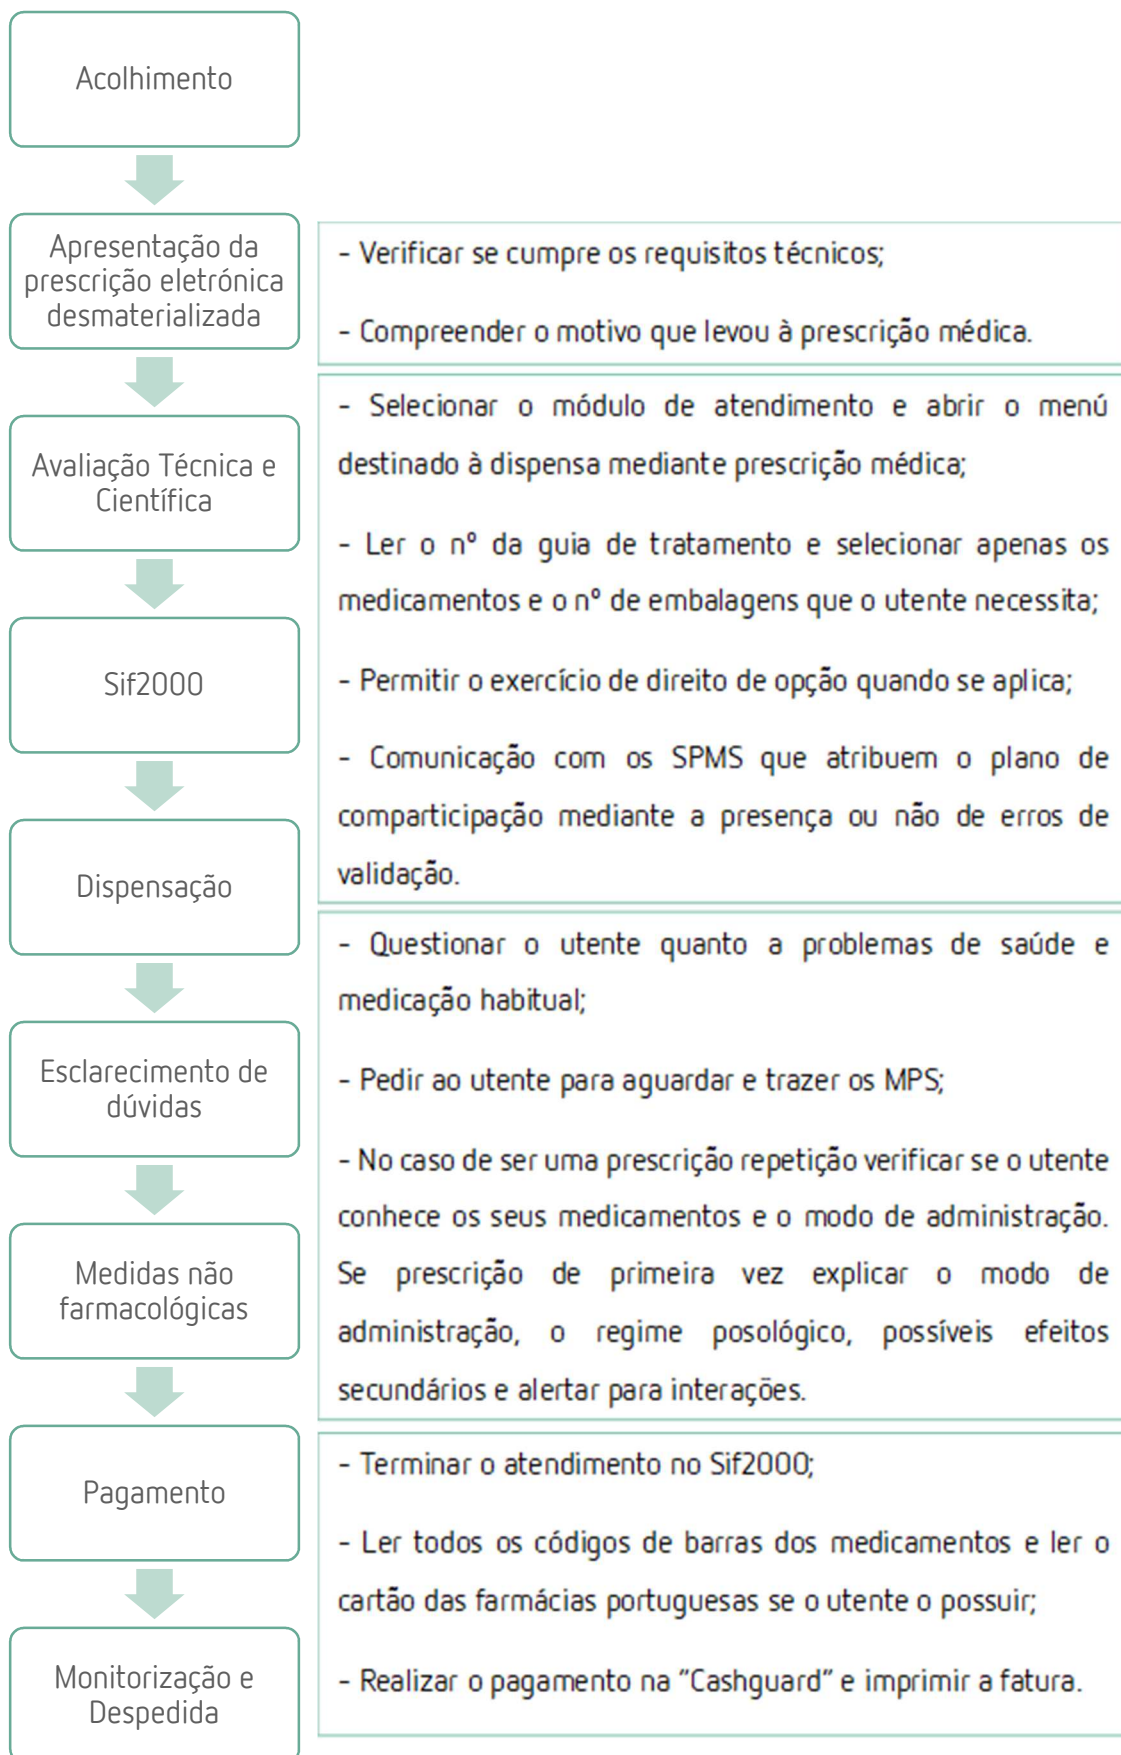 Acolhimento
Apresentação da
prescrição eletrónica
desmaterializada
Avaliação Técnica e
Científica
Sif2000
Dispensação
Esclarecimento de
dúvidas
Medidas não
farmacológicas
Pagamento
Monitorização e
Despedida
- Verificar se cumpre os requisitos técnicos;
- Compreender o motivo que levou à prescrição médica.
- Selecionar o módulo de atendimento e abrir o menú
destinado à dispensa mediante prescrição médica;
- Ler o nº da guia de tratamento e selecionar apenas os
medicamentos e o nº de embalagens que o utente necessita;
- Permitir o exercício de direito de opção quando se aplica;
- Comunicação com os SPMS que atribuem o plano de
comparticipação mediante a presença ou não de erros de
validação.
- Questionar o utente quanto a problemas de saúde e
medicação habitual;
- Pedir ao utente para aguardar e trazer os MPS;
- No caso de ser uma prescrição repetição verificar se o utente
conhece os seus medicamentos e o modo de administração.
Se prescrição de primeira vez explicar o modo de
administração, o regime posológico, possíveis efeitos
secundários e alertar para interações.
- Terminar o atendimento no Sif2000;
- Ler todos os códigos de barras dos medicamentos e ler o
cartão das farmácias portuguesas se o utente o possuir;
- Realizar o pagamento na "Cashguard" e imprimir a fatura.